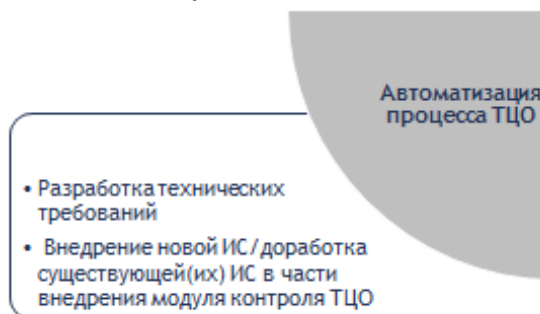 Автоматизация
процесса ТЦО
• Разработка технических
требований
• Внедрение новой ИС/доработка
существующей(их) ИС в части
внедрения модуля контроля ТЦО